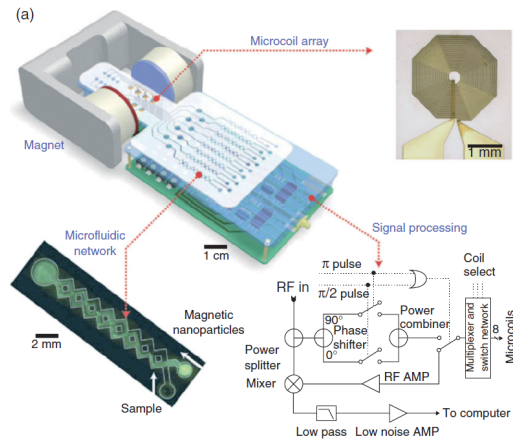 (a)
Microcoil array
Magnet
1 mm
Microfluidic
network
1 cm
Signal processing
2 mm
Magnetic
nanoparticles
Sample
π pulse
π/2 pulse
RF in
Coil
select
90°
Phase
shifter
0°
Power
combiner
Power
splitter
Mixer
RF AMP
Multiplexer and
switch network
8
Microcoils
Low pass
Low noise AMP
To computer